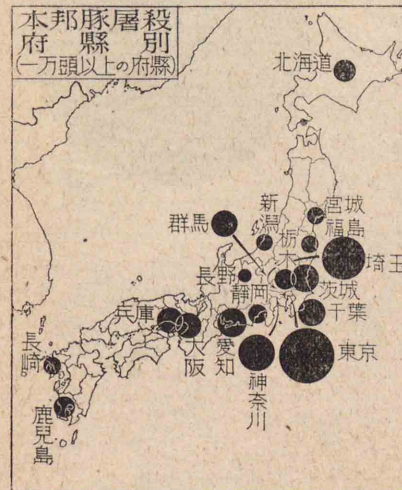 本邦豚屠殺
府縣別
(一万頭以上の府縣)
北海道
宮城
福島
新潟
群馬
栃木
埼玉
長野
静岡
茨城
千葉
兵庫
大阪
愛知
神奈川
東京
長崎
鹿児島